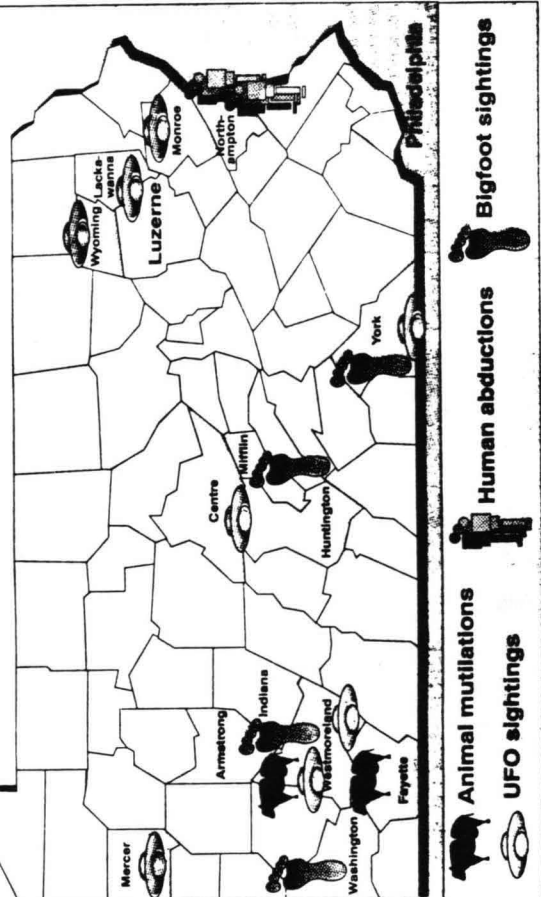 Mercer
Armstrong
Indiana
Westmoreland
Washington
Fayette
Centre
Mifflin
Huntington
Wyoming
Lacka-
wanna
Luzerne
Monroe
North-
ampton
York
Philadelphia
Animal mutilations
Human abductions
Bigfoot sightings
UFO sightings